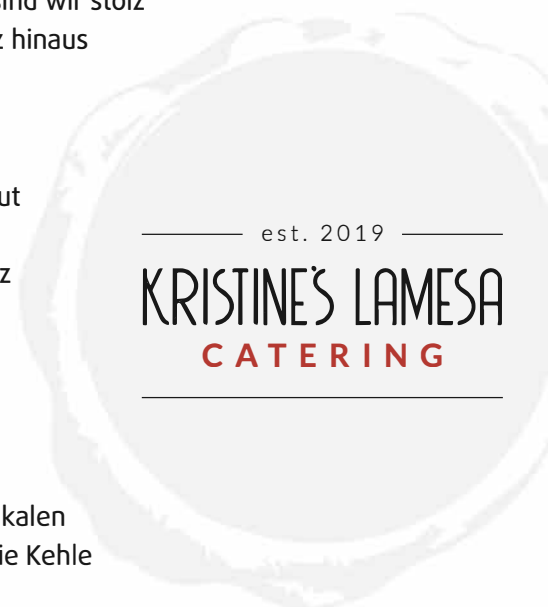 sind wir stolz
z hinaus
ut
z
est. 2019
KRISTINE'S LAMESA
CATERING
kalen
ie Kehle